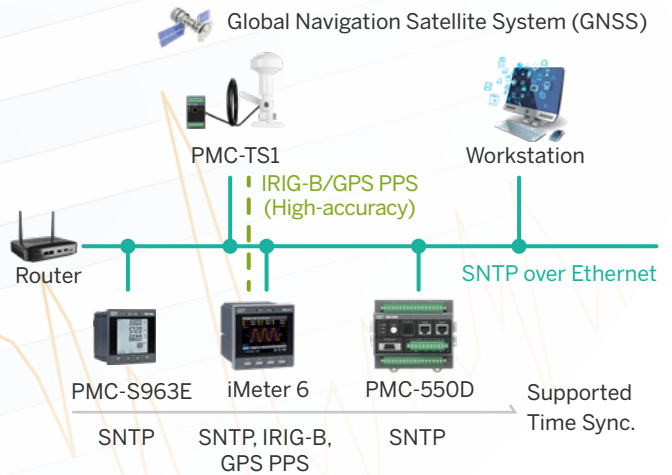 Global Navigation Satellite System (GNSS)
PMC-TS1
Workstation
IRIG-B/GPS PPS
(High-accuracy)
Router
SNTP over Ethernet
PMC-S963E
iMeter 6
PMC-550D
Supported
Time Sync.
SNTP
SNTP, IRIG-B,
GPS PPS
SNTP